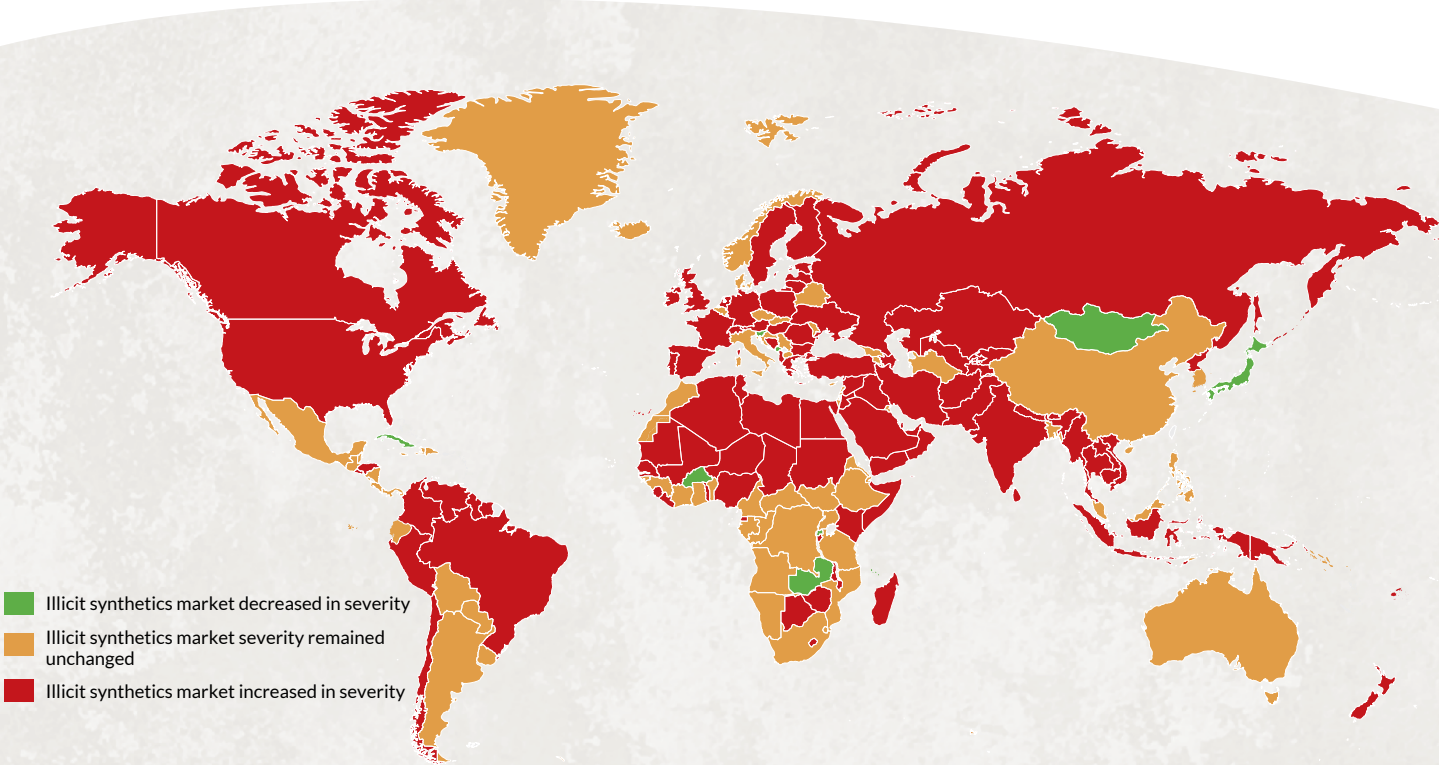 Illicit synthetics market decreased in severity
Illicit synthetics market severity remained
unchanged
Illicit synthetics market increased in severity